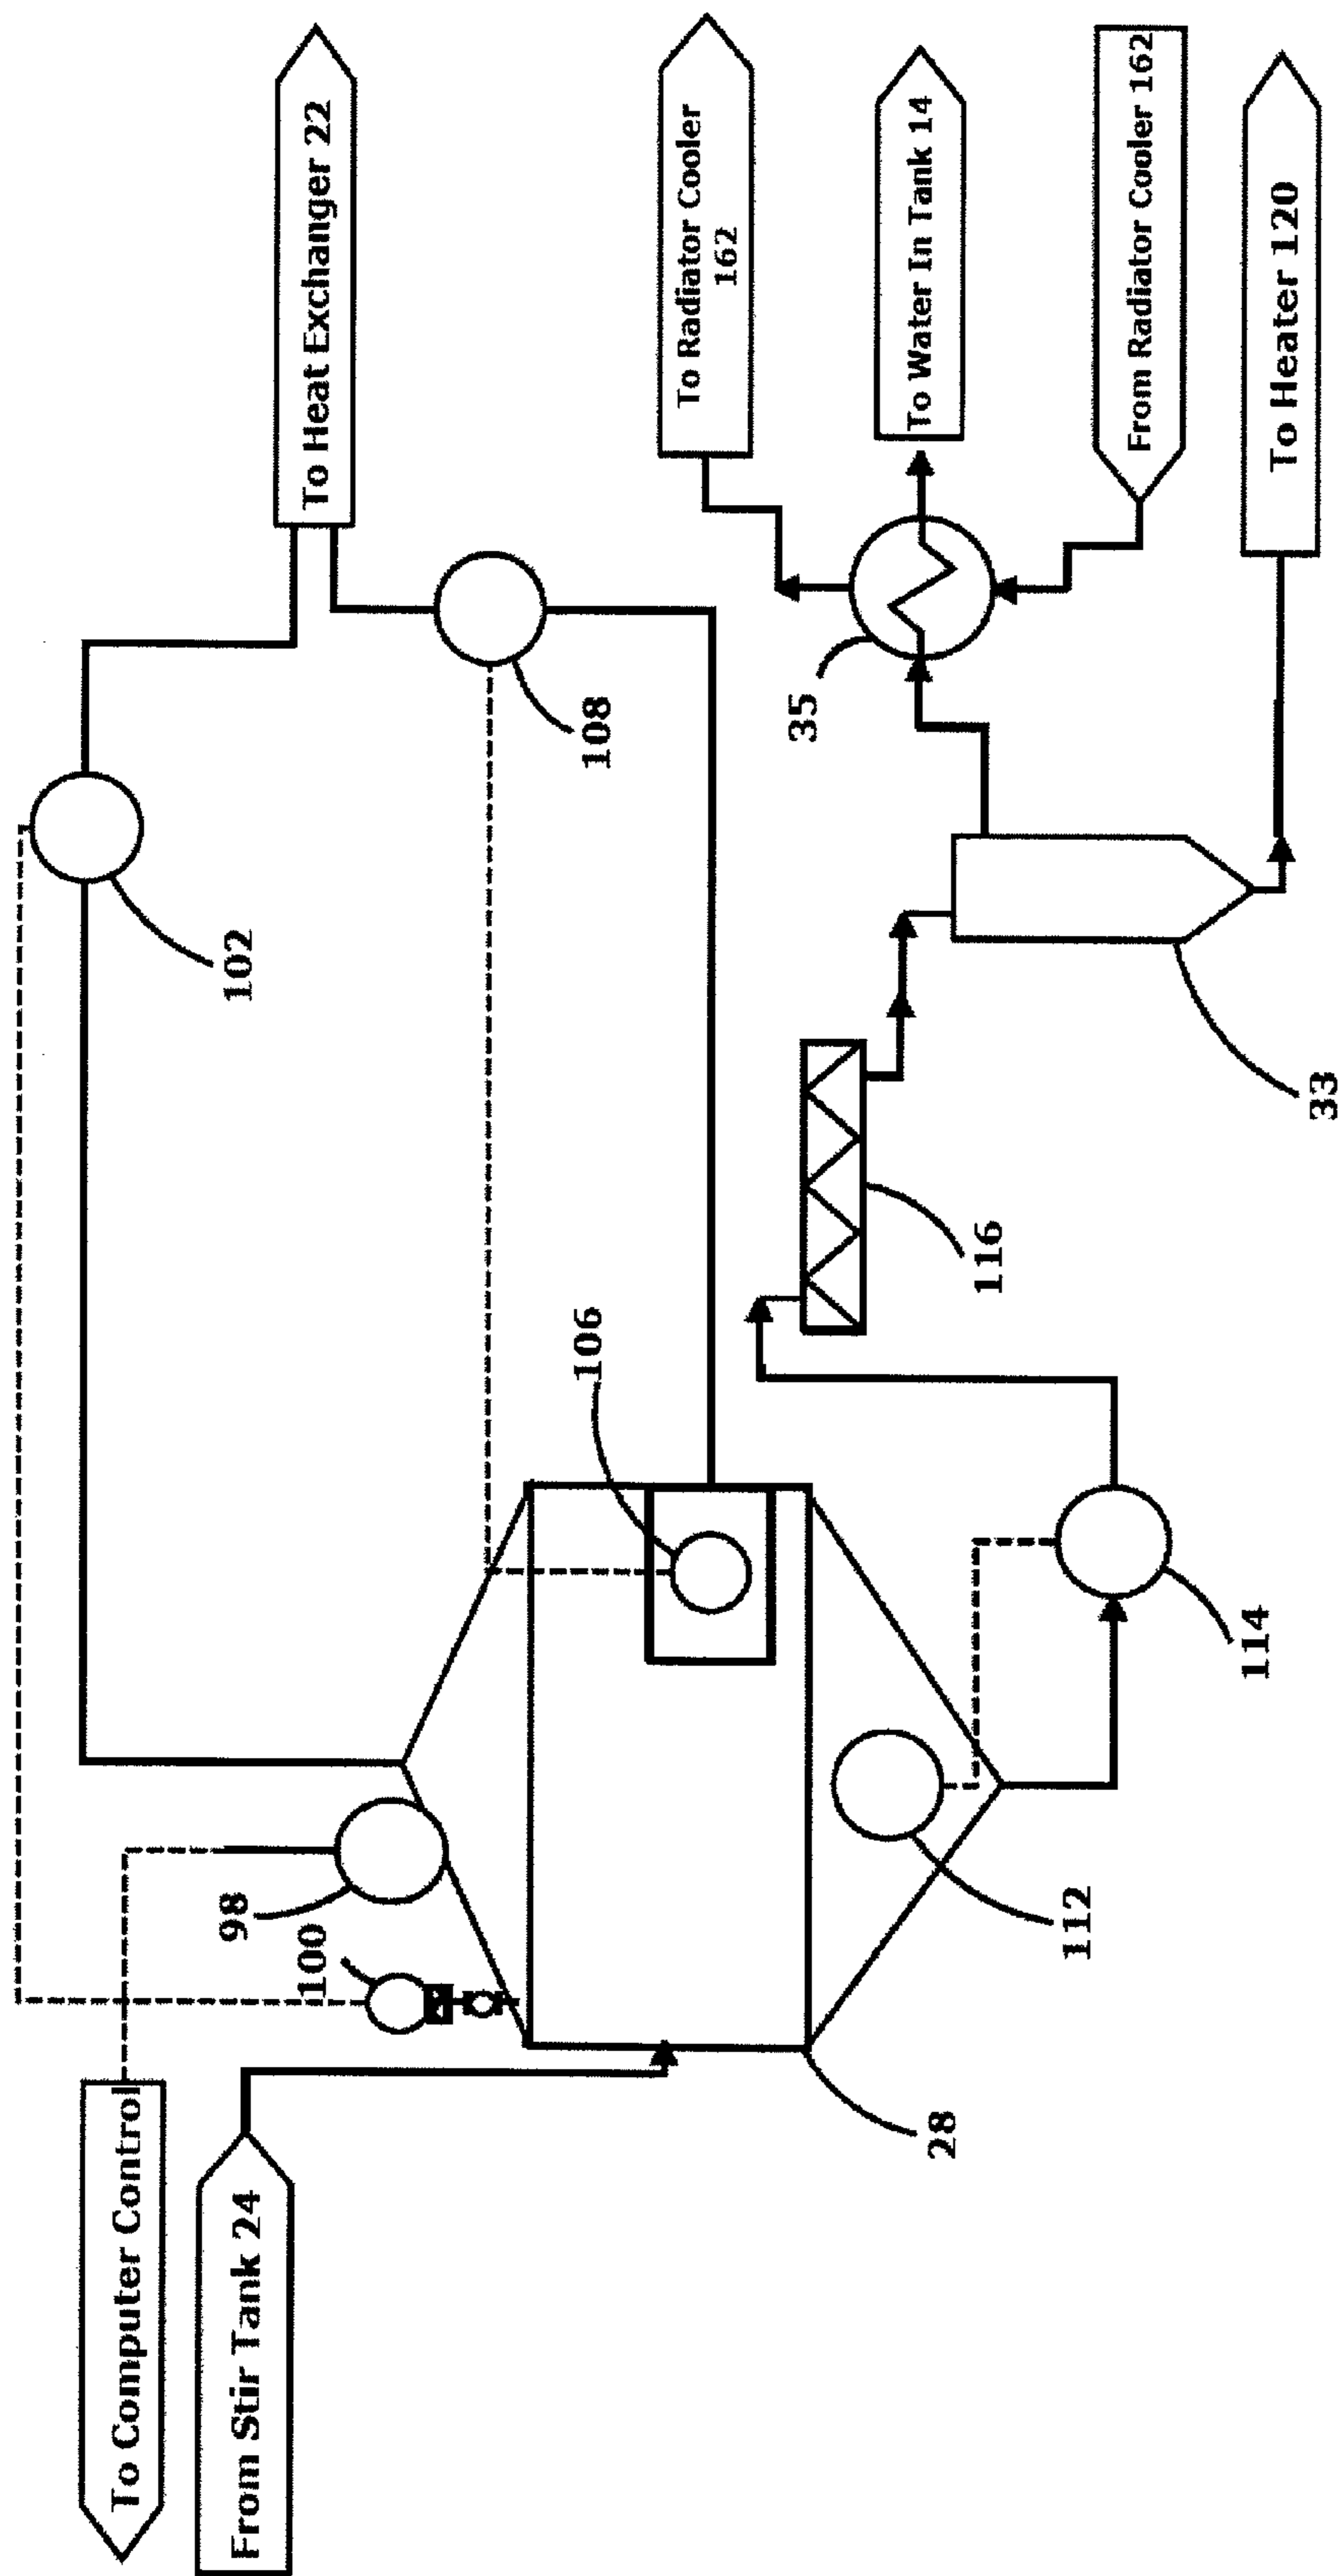 To Computer Control
From Stir Tank 24
To Heat Exchanger 22
To Radiator Cooler
162
To Water In Tank 14
From Radiator Cooler 162
To Heater 120
102
108
98
100
106
35
116
33
28
112
114